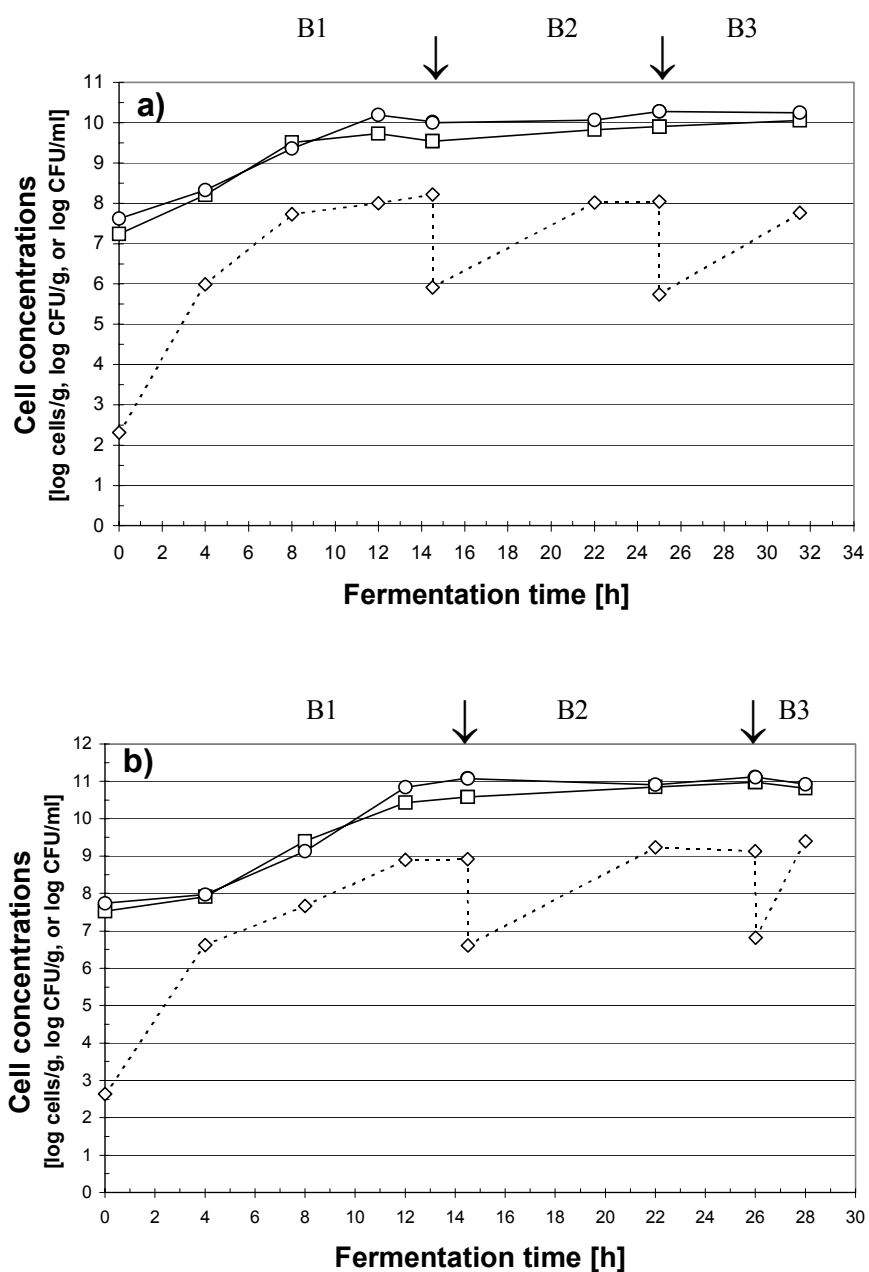 B1 B2 B3
a)
11
10
9
8
7
6
5
4
3
2
1
0
Cell concentrations
[log cells/g, log CFU/g, or log CFU/ml]
0 2 4 6 8 10 12 14 16 18 20 22 24 26 28 30 32 34
Fermentation time [h]
B1 B2 B3
b)
12
11
10
9
8
7
6
5
4
3
2
1
0
Cell concentrations
[log cells/g, log CFU/g, or log CFU/ml]
0 2 4 6 8 10 12 14 16 18 20 22 24 26 28 30
Fermentation time [h]